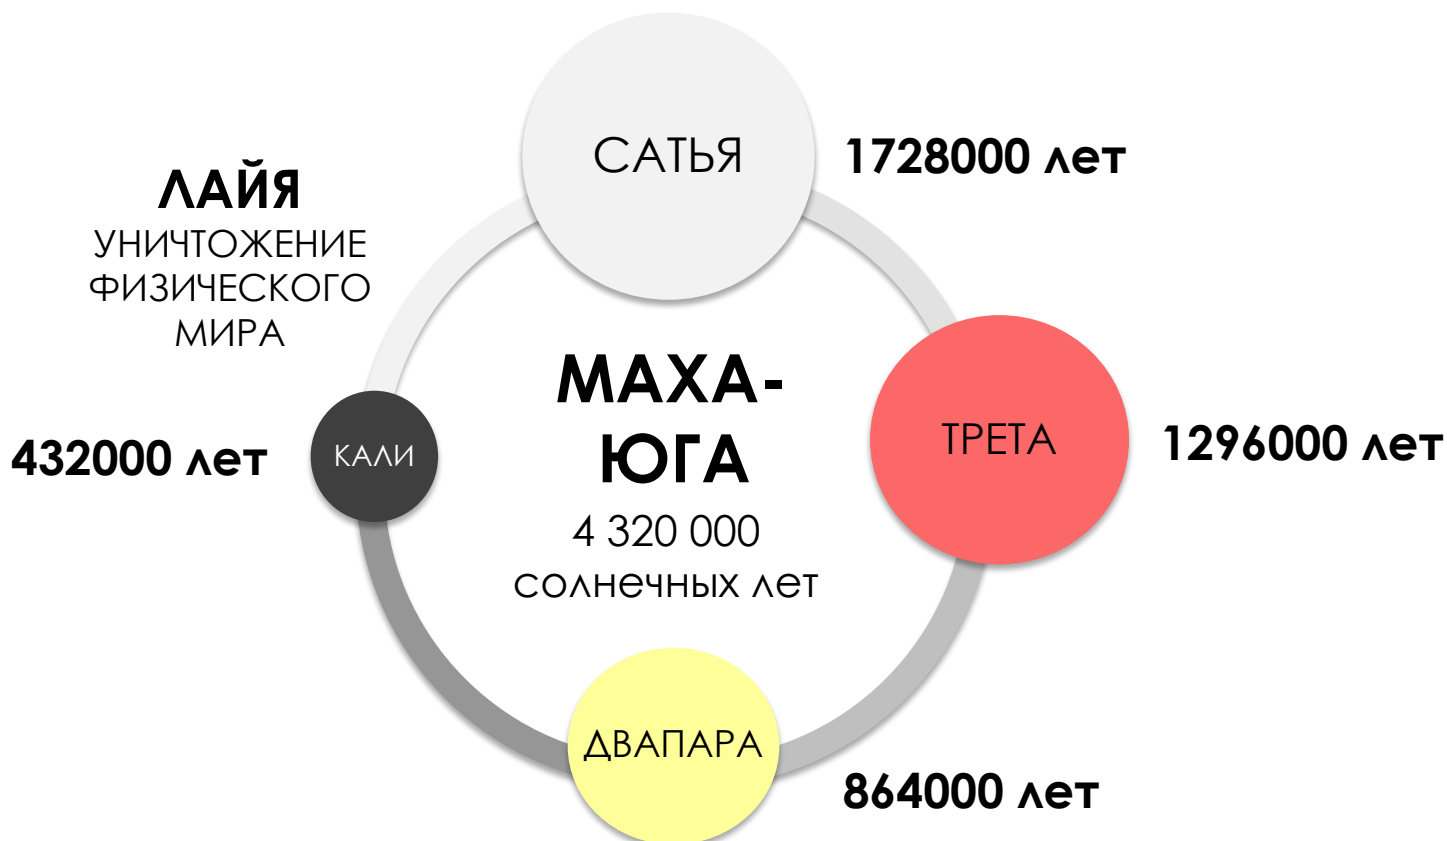 САТЬЯ
1728000 лет
ЛАЙЯ
УНИЧТОЖЕНИЕ
ФИЗИЧЕСКОГО
МИРА
МАХА-
ЮГА
4 320 000
солнечных лет
ТРЕТА
1296000 лет
432000 лет
КАЛИ
ДВАПАРА
864000 лет